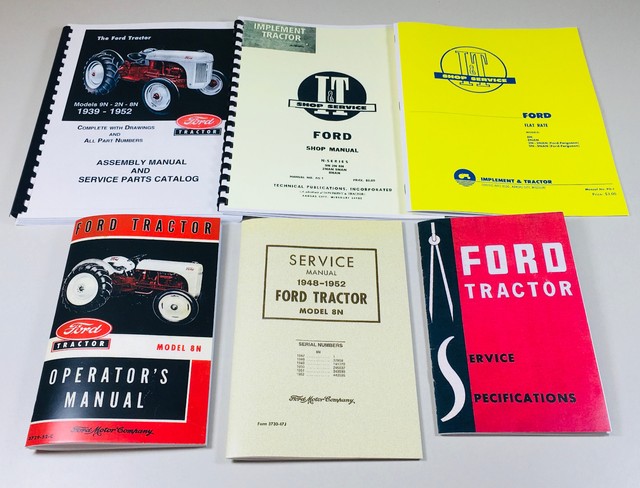 The Ford Tractor
Models 9N - 2N - 8N
1939 - 1952
Ford
TRACTOR
COMPLETE WITH DRAWINGS
AND
ALL PART NUMBERS
ASSEMBLY MANUAL
AND
SERVICE PARTS CATALOG
IMPLEMENT
TRACTOR
I&T
SHOP SERVICE
FORD
SHOP MANUAL
N-SERIES
TECHNICAL PUBLICATIONS, INCORPORATED
I&T
SHOP SERVICE
FORD
FLAT RATE
IMPLEMENT & TRACTOR
FORD TRACTOR
Ford
TRACTOR
MODEL 8N
OPERATOR'S
MANUAL
Ford Motor Company
SERVICE
MANUAL
1948-1952
FORD TRACTOR
MODEL 8N
SERIAL NUMBERS
8N
Ford Motor Company
FORD
TRACTOR
SERVICE
SPECIFICATIONS